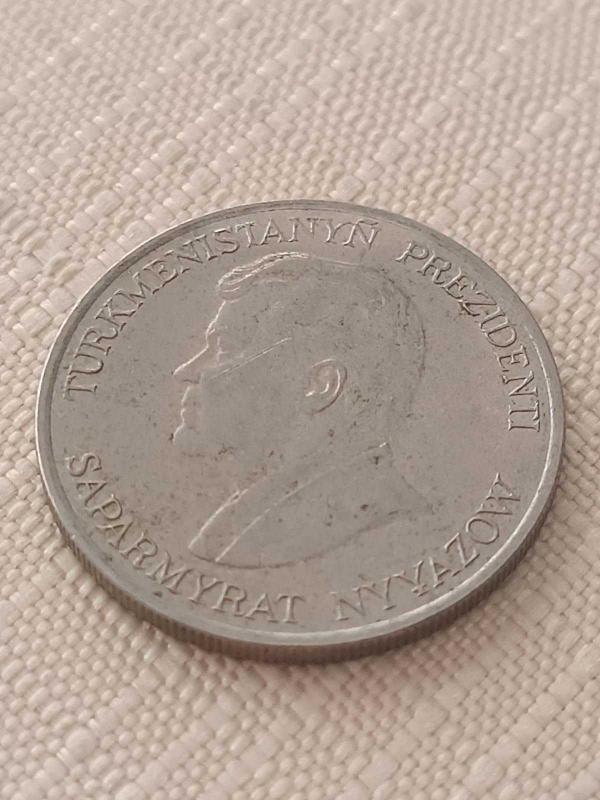 TÜRKMENISTANYŇ PREZIDENTI
SAPARMYRAT NYÝAZOW